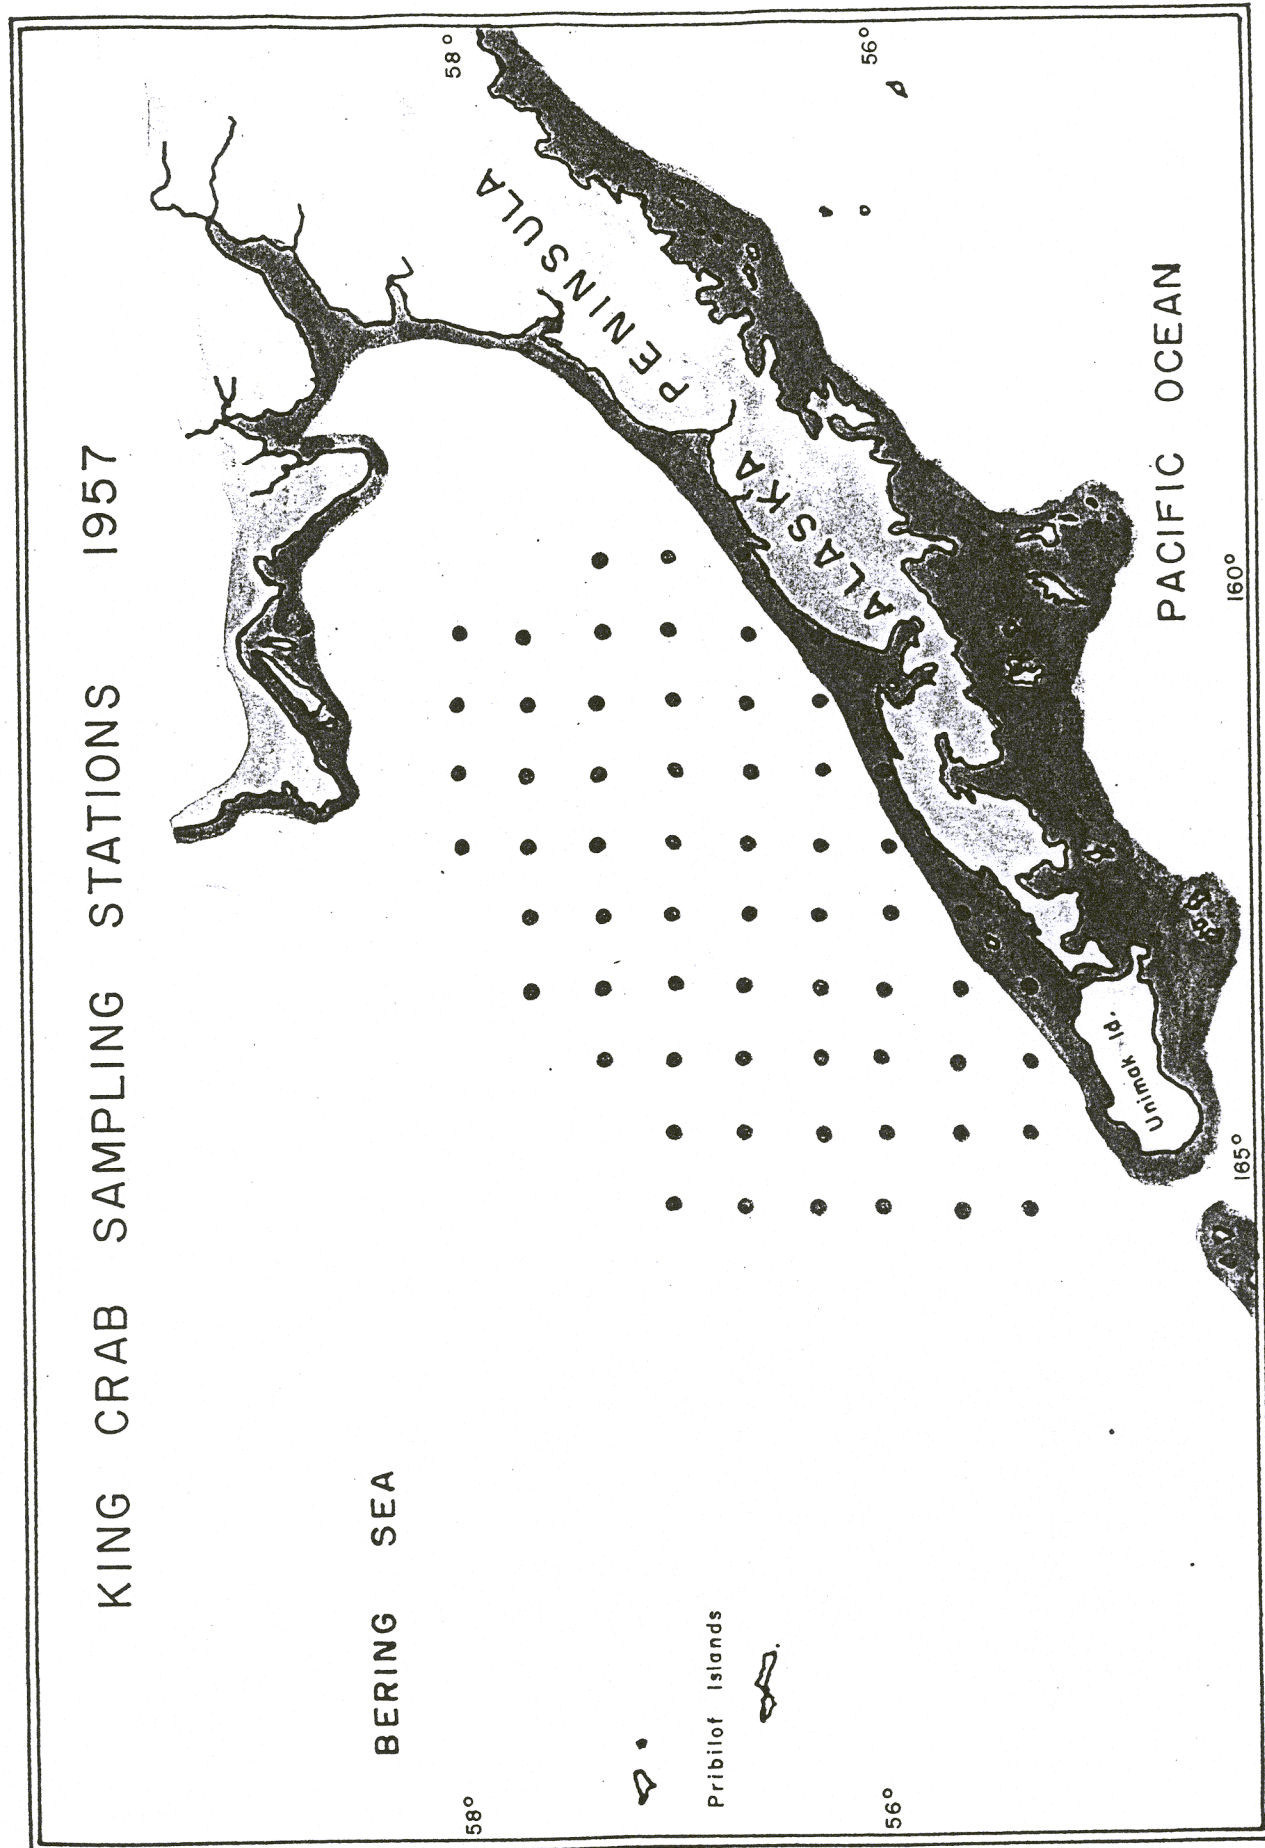 KING CRAB SAMPLING STATIONS 1957
BERING SEA
58°
58°
Pribilof Islands
56°
56°
ALASKA PENINSULA
Unimak Id.
PACIFIC OCEAN
165°
160°